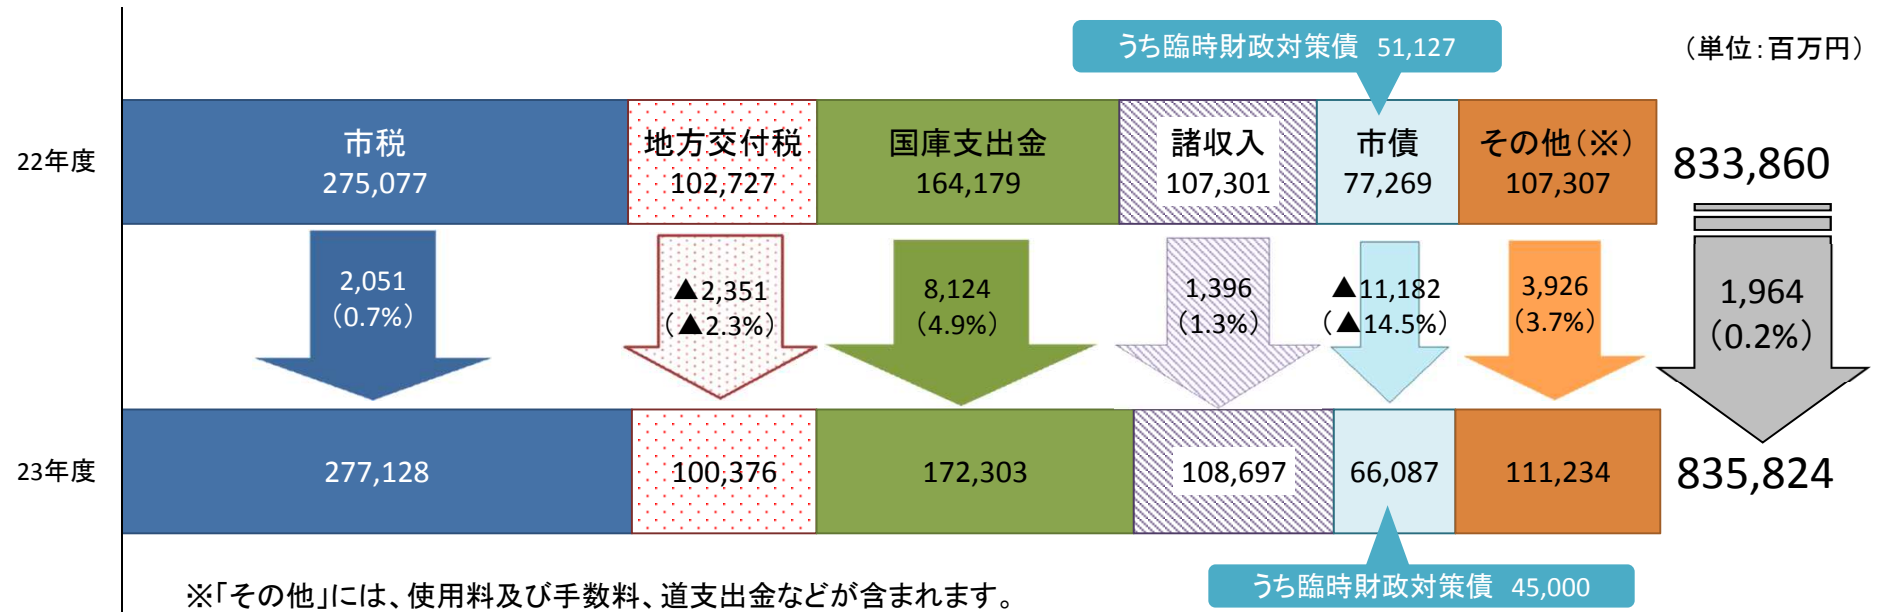 うち臨時財政対策債 51,127
（単位：百万円）
22年度
市税
275,077
地方交付税
102,727
国庫支出金
164,179
諸収入
107,301
市債
77,269
その他（※）
107,307
833,860
2,051
（0.7%）
▲2,351
（▲2.3%）
8,124
（4.9%）
1,396
（1.3%）
▲11,182
（▲14.5%）
3,926
（3.7%）
1,964
（0.2%）
23年度
277,128
100,376
172,303
108,697
66,087
111,234
835,824
うち臨時財政対策債 45,000
※「その他」には、使用料及び手数料、道支出金などが含まれます。